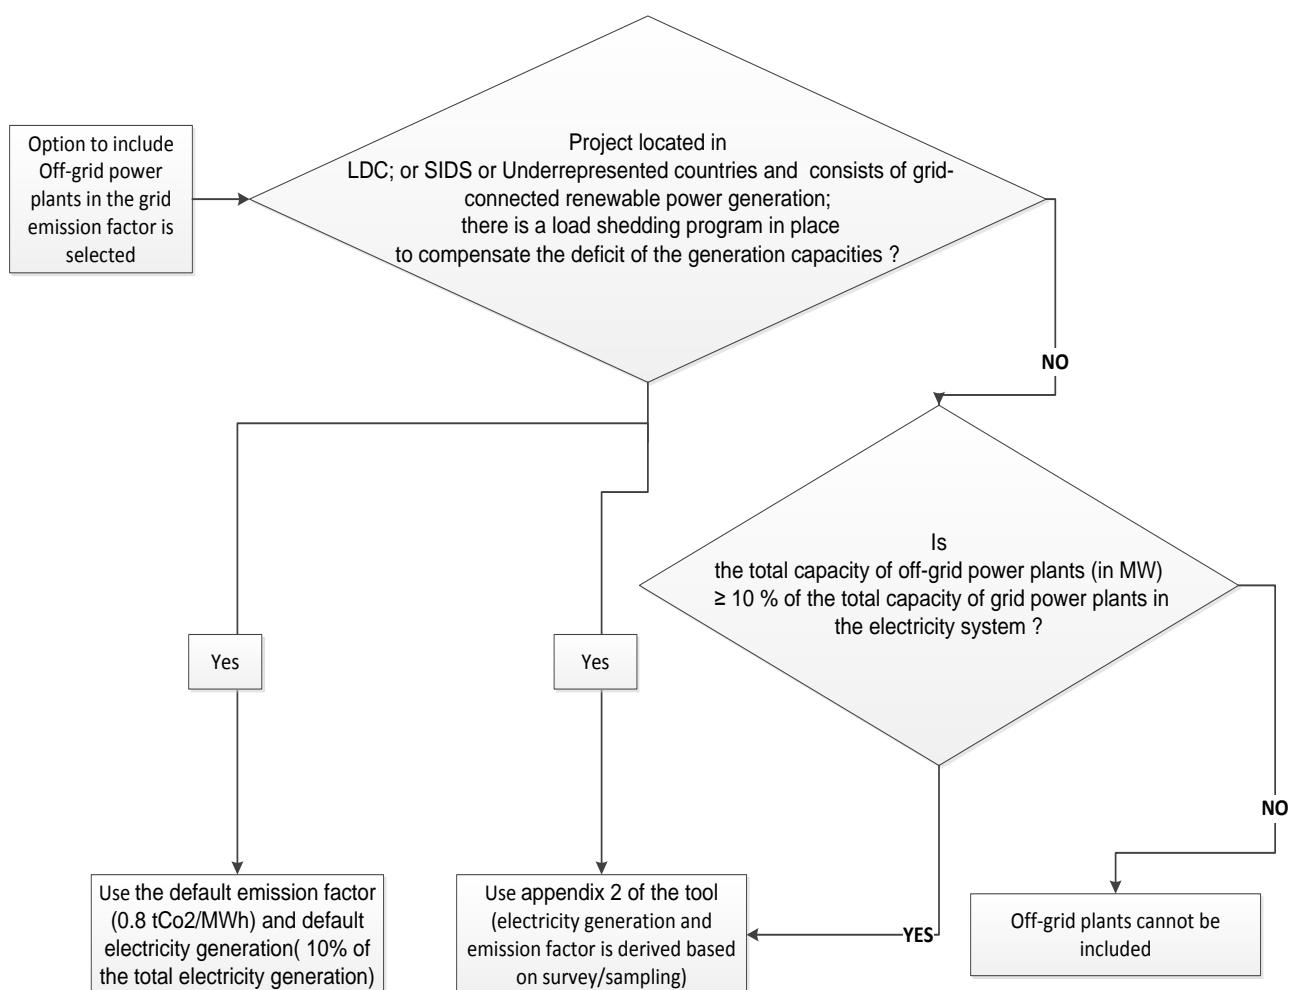 Option to include
Off-grid power
plants in the grid
emission factor is
selected
Project located in
LDC; or SIDS or Underrepresented countries and consists of grid-
connected renewable power generation;
there is a load shedding program in place
to compensate the deficit of the generation capacities ?
NO
Is
the total capacity of off-grid power plants (in MW)
≥ 10 % of the total capacity of grid power plants in
the electricity system ?
Yes
Yes
NO
YES
Use the default emission factor
(0.8 tCo2/MWh) and default
electricity generation( 10% of
the total electricity generation)
Use appendix 2 of the tool
(electricity generation and
emission factor is derived based
on survey/sampling)
Off-grid plants cannot be
included